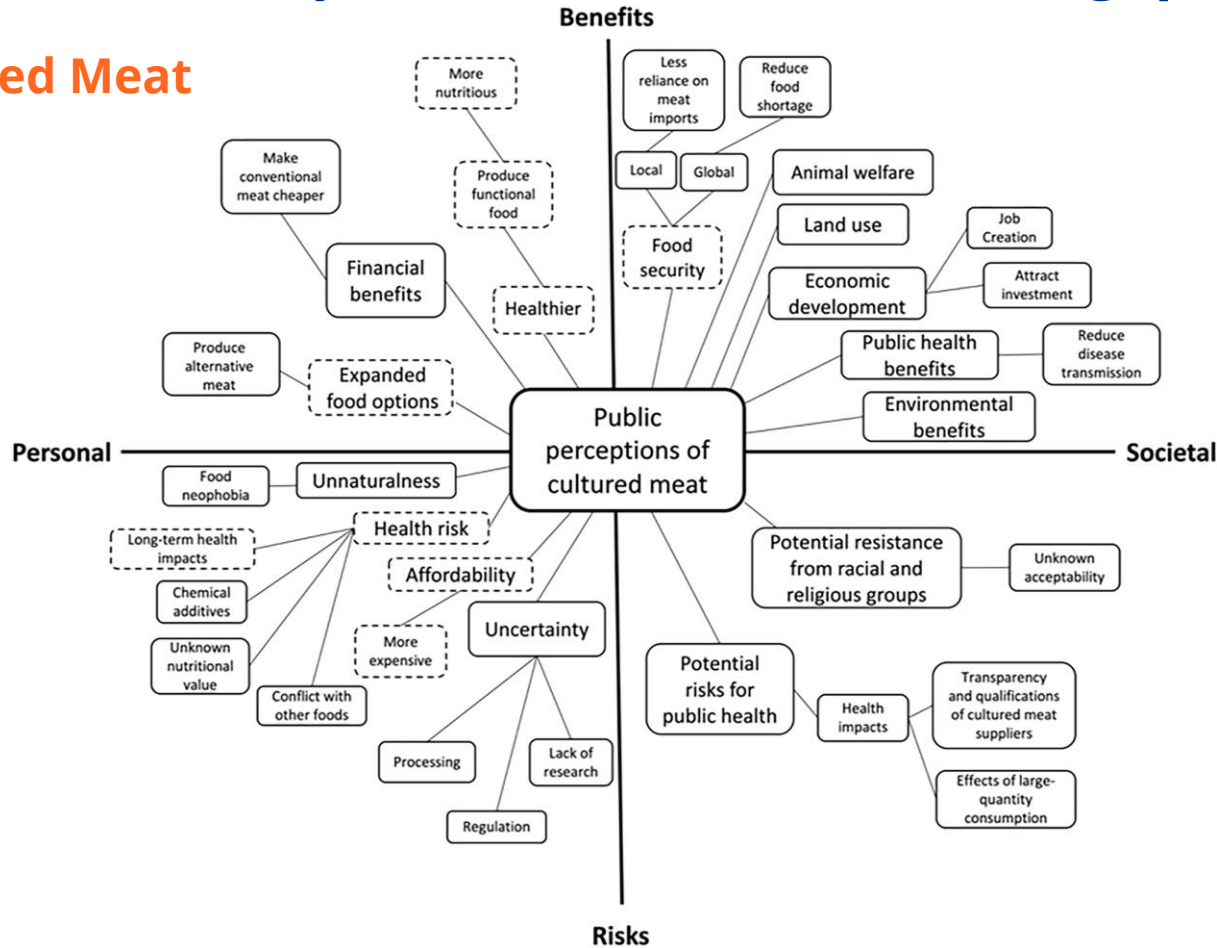 ed Meat
Benefits
More
nutritious
Less
reliance on
meat
imports
Reduce
food
shortage
Make
conventional
meat cheaper
Produce
functional
food
Local
Global
Animal welfare
Land use
Job
Creation
Food
security
Financial
benefits
Economic
development
Attract
investment
Healthier
Produce
alternative
meat
Expanded
food options
Public health
benefits
Reduce
disease
transmission
Environmental
benefits
Public
perceptions of
cultured meat
Personal
Societal
Food
neophobia
Unnaturalness
Health risk
Long-term health
impacts
Affordability
Chemical
additives
Uncertainty
More
expensive
Unknown
nutritional
value
Conflict with
other foods
Processing
Lack of
research
Regulation
Potential resistance
from racial and
religious groups
Unknown
acceptability
Potential
risks for
public health
Health
impacts
Transparency
and qualifications
of cultured meat
suppliers
Effects of large-
quantity
consumption
Risks